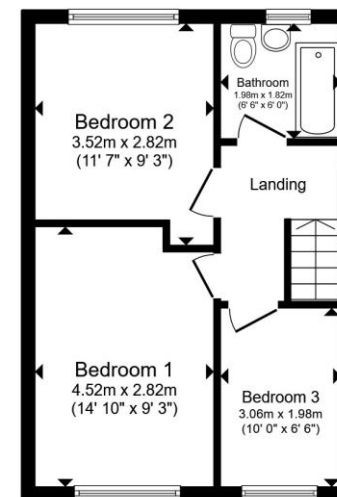 Bathroom
1.98m x 1.82m
(6' 6" x 6' 0")
Bedroom 2
3.52m x 2.82m
(11' 7" x 9' 3")
Landing
Bedroom 1
4.52m x 2.82m
(14' 10" x 9' 3")
Bedroom 3
3.06m x 1.98m
(10' 0" x 6' 6")